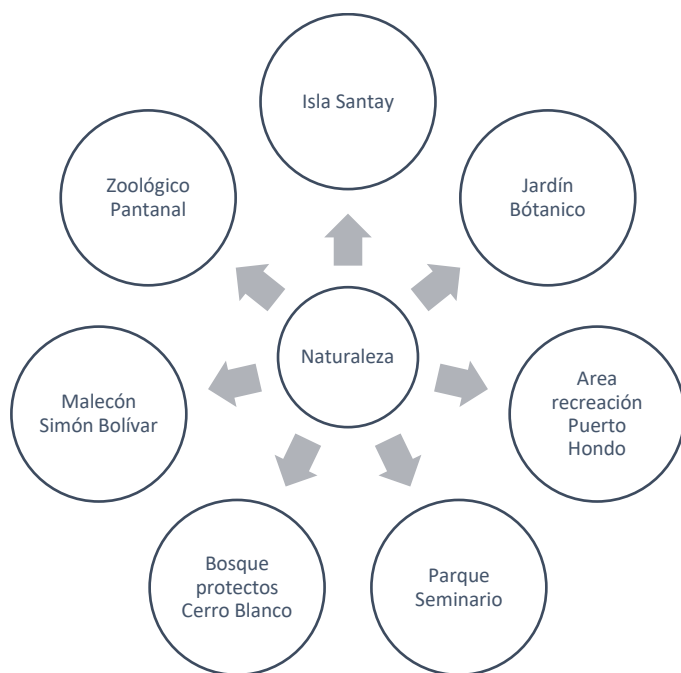 Isla Santay
Jardín
Bótanico
Area
recreación
Puerto
Hondo
Parque
Seminario
Bosque
protectos
Cerro Blanco
Malecón
Simón Bolívar
Zoológico
Pantanal
Naturaleza